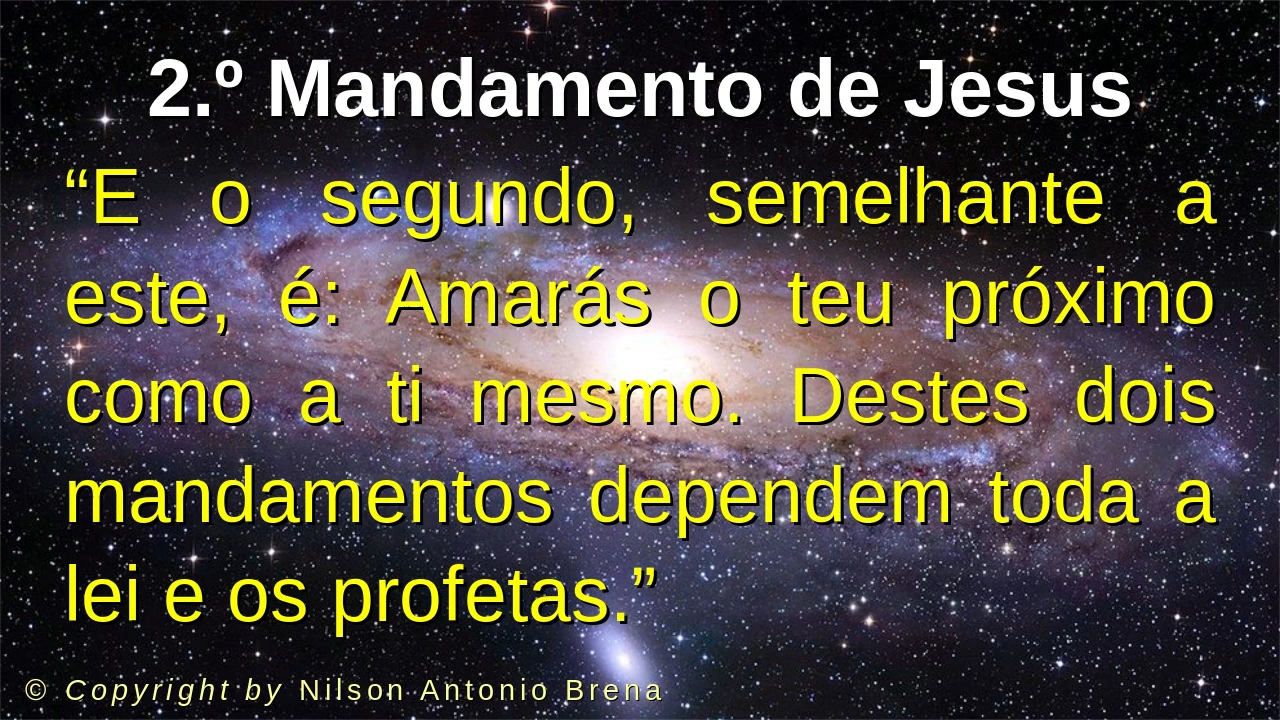 2.º Mandamento de Jesus
“E o segundo, semelhante a
este, é: Amarás o teu próximo
como a ti mesmo. Destes dois
mandamentos dependem toda a
lei e os profetas.”
© Copyright by Nilson Antonio Brena